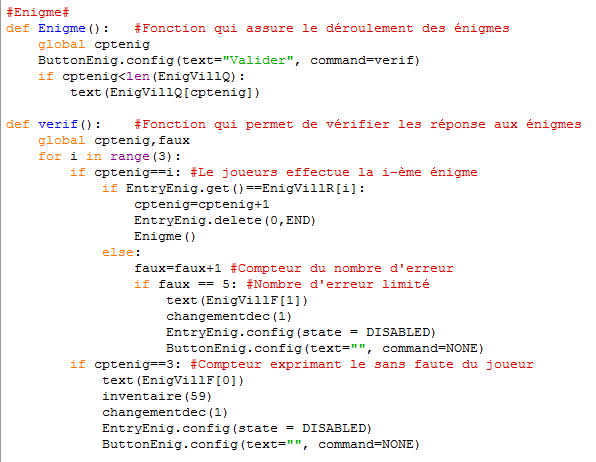 #Enigme#
def Enigme():   #Fonction qui assure le déroulement des énigmes
    global cptenig
    ButtonEnig.config(text="Valider", command=verif)
    if cptenig<len(EnigVillQ):
        text(EnigVillQ[cptenig])

def verif():    #Fonction qui permet de vérifier les réponse aux énigmes
    global cptenig,faux
    for i in range(3):
        if cptenig==i: #Le joueurs effectue la i-ème énigme
            if EntryEnig.get()==EnigVillR[i]:
                cptenig=cptenig+1
                EntryEnig.delete(0,END)
                Enigme()
            else:
                faux=faux+1 #Compteur du nombre d'erreur
                if faux == 5: #Nombre d'erreur limité
                    text(EnigVillF[1])
                    changementdec(1)
                    EntryEnig.config(state = DISABLED)
                    ButtonEnig.config(text="", command=NONE)
        if cptenig==3: #Compteur exprimant le sans faute du joueur
            text(EnigVillF[0])
            inventaire(59)
            changementdec(1)
            EntryEnig.config(state = DISABLED)
            ButtonEnig.config(text="", command=NONE)